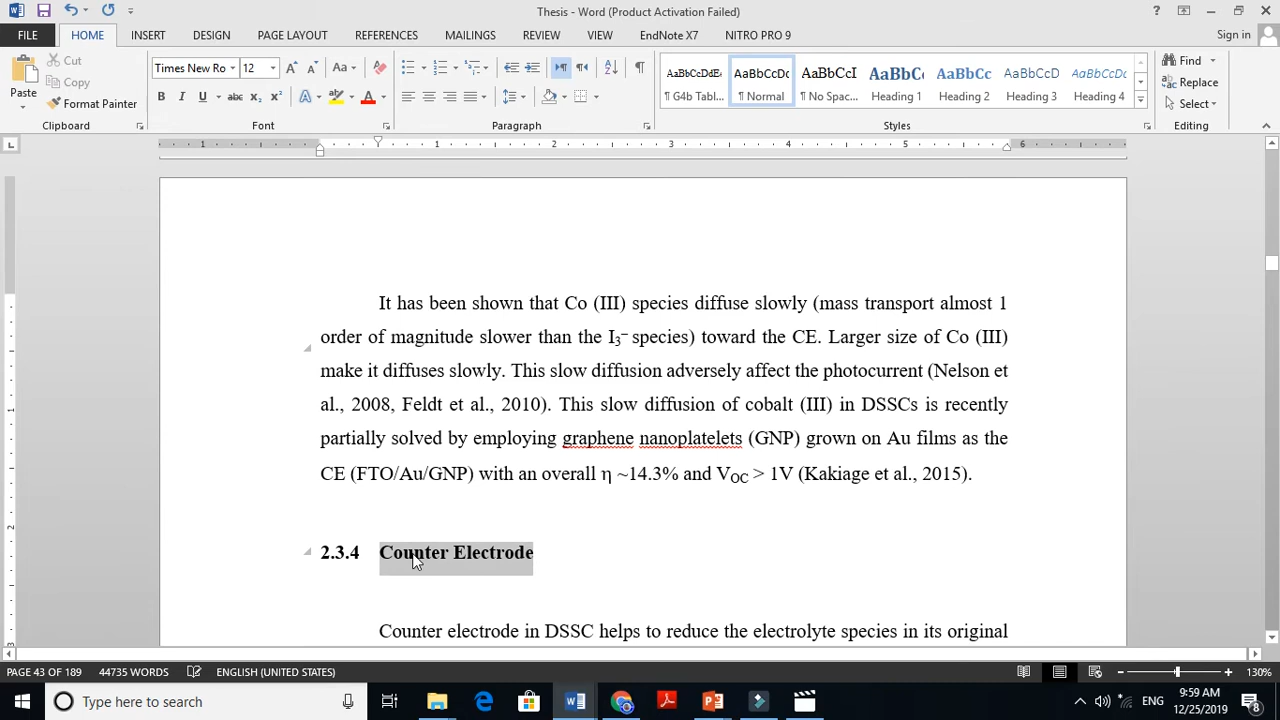 Thesis - Word (Product Activation Failed)
FILE HOME INSERT DESIGN PAGE LAYOUT REFERENCES MAILINGS REVIEW VIEW EndNote X7 NITRO PRO 9 Sign in
Paste
Cut
Copy
Format Painter
Clipboard
Times New Ro 12
Font
Paragraph
AaBbCcDdE AaBbCcDc AaBbCcI AaBbC AaBbCc AaBbCcD AaBbCcD
¶ G4b Tabl... ¶ Normal ¶ No Spac... Heading 1 Heading 2 Heading 3 Heading 4
Styles
Find
Replace
Select
Editing
1 1 2 3 4 5 6
It has been shown that Co (III) species diffuse slowly (mass transport almost 1
order of magnitude slower than the I₃⁻ species) toward the CE. Larger size of Co (III)
make it diffuses slowly. This slow diffusion adversely affect the photocurrent (Nelson et
al., 2008, Feldt et al., 2010). This slow diffusion of cobalt (III) in DSSCs is recently
partially solved by employing graphene nanoplatelets (GNP) grown on Au films as the
CE (FTO/Au/GNP) with an overall η ~14.3% and VOC > 1V (Kakiage et al., 2015).
2.3.4 Counter Electrode
Counter electrode in DSSC helps to reduce the electrolyte species in its original
PAGE 43 OF 189 44735 WORDS ENGLISH (UNITED STATES) 130%
Type here to search
ENG
9:59 AM
12/25/2019
8